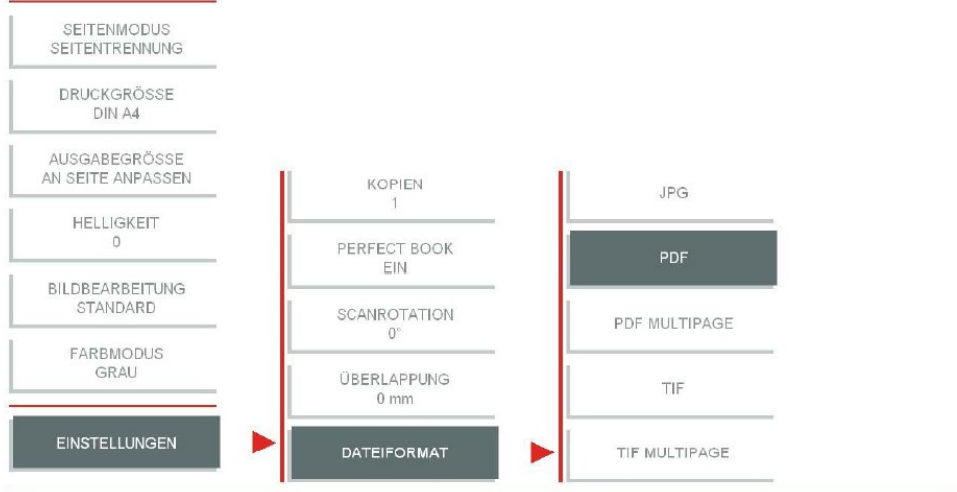 SEITENMODUS
SEITENTRENNUNG
DRUCKGRÖSSE
DIN A4
AUSGABEGRÖSSE
AN SEITE ANPASSEN
HELLIGKEIT
0
BILDBEARBEITUNG
STANDARD
FARBMODUS
GRAU
EINSTELLUNGEN
KOPIEN
1
PERFECT BOOK
EIN
SCANROTATION
0°
ÜBERLAPPUNG
0 mm
DATEIFORMAT
JPG
PDF
PDF MULTIPAGE
TIF
TIF MULTIPAGE